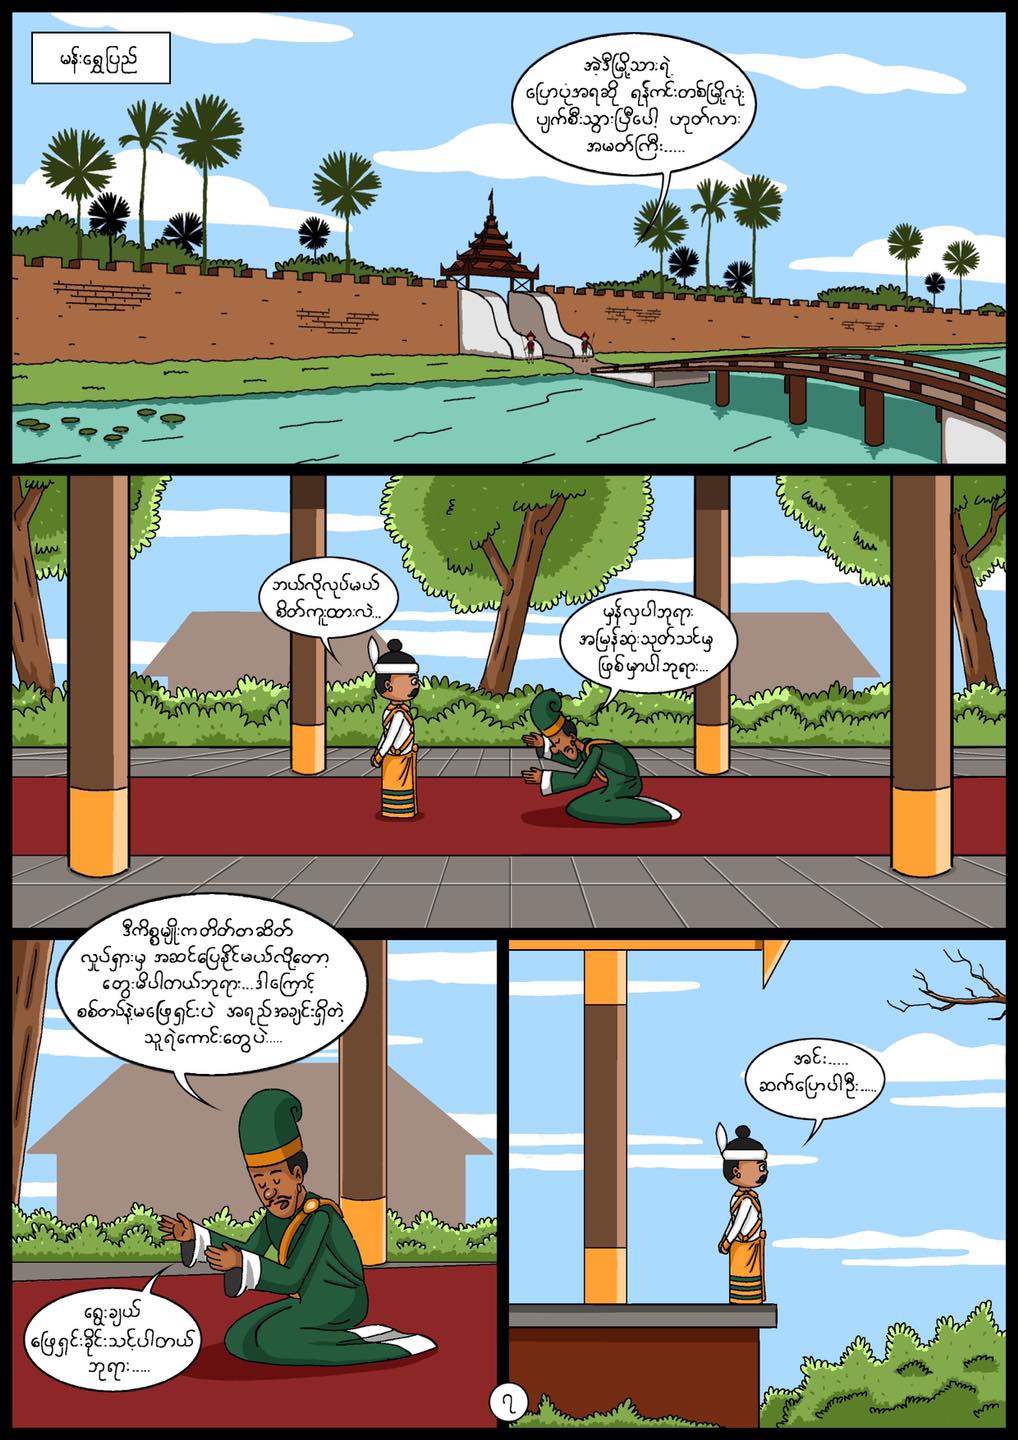 မန်းရွှေပြည်
အဲ့ဒီမြို့သားရဲ့
ပြောပုံအရဆို ရန်ကင်းတစ်မြို့လုံး
ပျက်စီးသွားပြီပေါ့ ဟုတ်လား
အမတ်ကြီး.....
ဘယ်လိုလုပ်မယ်
စိတ်ကူးထားလဲ...
မှန်လှပါဘုရား
အမြန်ဆုံးသုတ်သင်မှ
ဖြစ်မှာပါဘုရား...
ဒီကိစ္စမျိုးက တိတ်တဆိတ်
လှုပ်ရှားမှ အဆင်ပြေနိုင်မယ်လို့တော့
တွေးမိပါတယ်ဘုရား...ဒါကြောင့်
စစ်တပ်နဲ့မဖြေရှင်းပဲ အရည်အချင်းရှိတဲ့
သူရဲကောင်းတွေပဲ.....
ရွေးချယ်
ဖြေရှင်းခိုင်းသင့်ပါတယ်
ဘုရား.....
အင်း.....
ဆက်ပြောပါဦး.....
၇